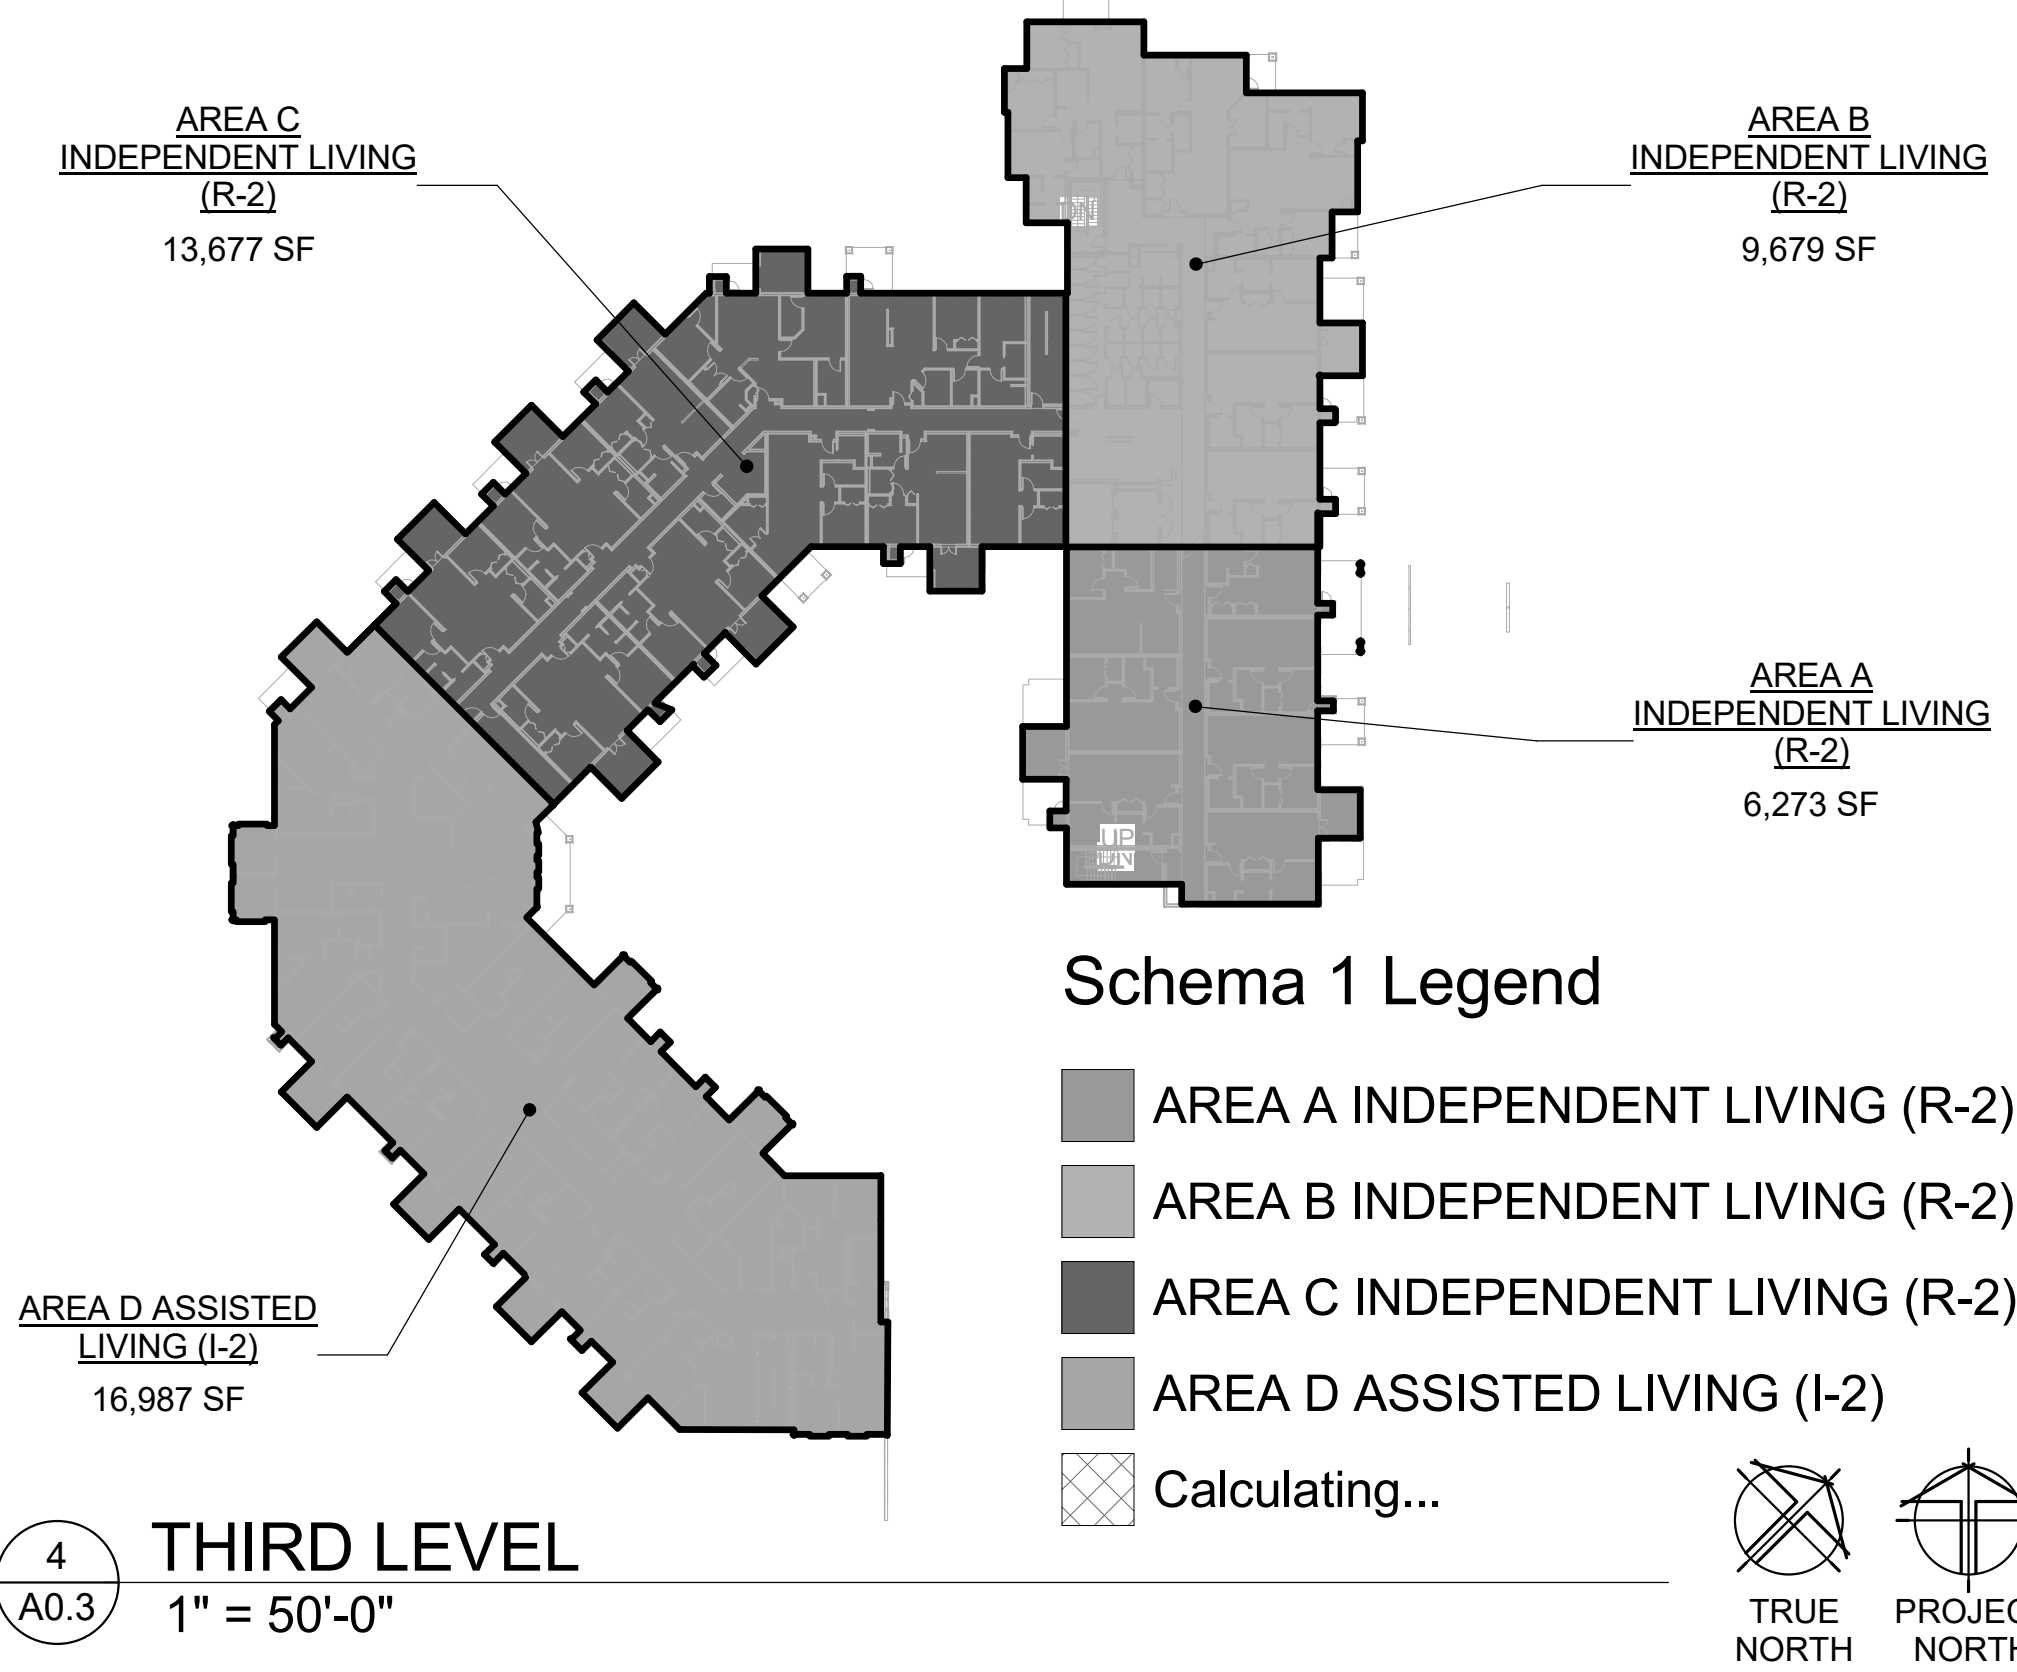 AREA C
INDEPENDENT LIVING
(R-2)
13,677 SF
AREA B
INDEPENDENT LIVING
(R-2)
9,679 SF
DN
AREA A
INDEPENDENT LIVING
(R-2)
6,273 SF
UP
DN
Schema 1 Legend
AREA A INDEPENDENT LIVING (R-2)
AREA B INDEPENDENT LIVING (R-2)
AREA C INDEPENDENT LIVING (R-2)
AREA D ASSISTED LIVING (I-2)
Calculating...
AREA D ASSISTED
LIVING (I-2)
16,987 SF
4
A0.3
THIRD LEVEL
1" = 50'-0"
TRUE
NORTH
PROJEC
NORTH